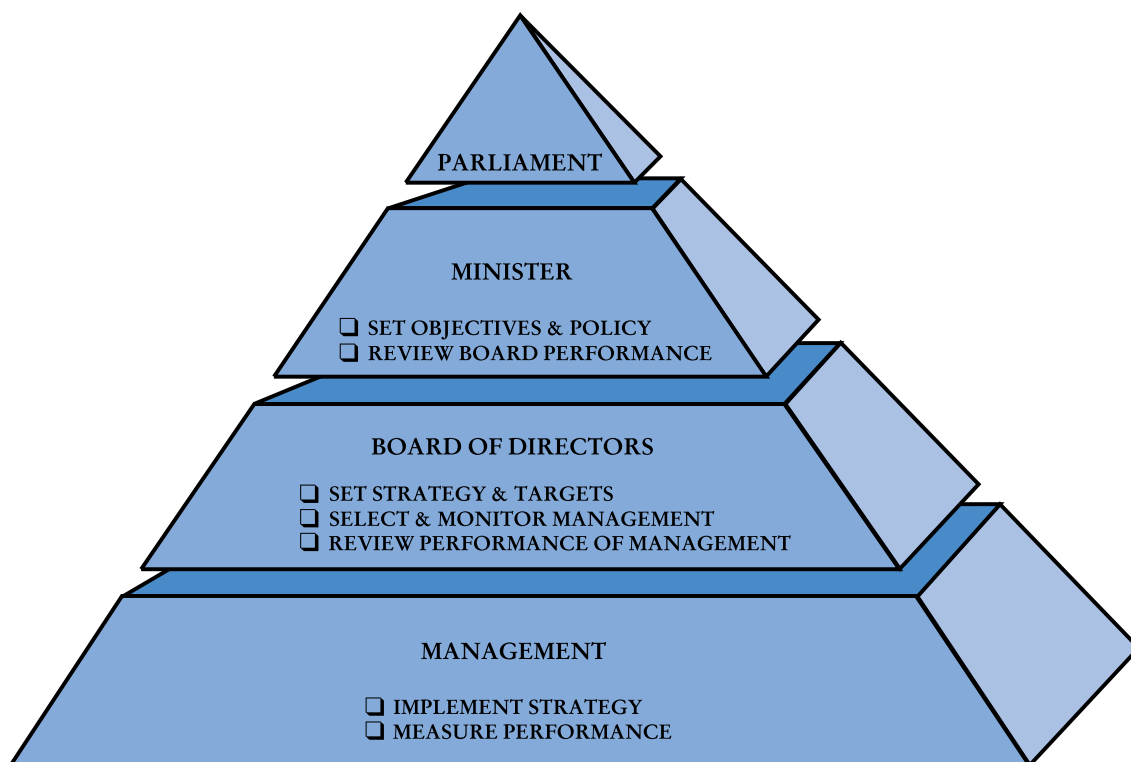 PARLIAMENT
MINISTER
❑ SET OBJECTIVES & POLICY
❑ REVIEW BOARD PERFORMANCE
BOARD OF DIRECTORS
❑ SET STRATEGY & TARGETS
❑ SELECT & MONITOR MANAGEMENT
❑ REVIEW PERFORMANCE OF MANAGEMENT
MANAGEMENT
❑ IMPLEMENT STRATEGY
❑ MEASURE PERFORMANCE